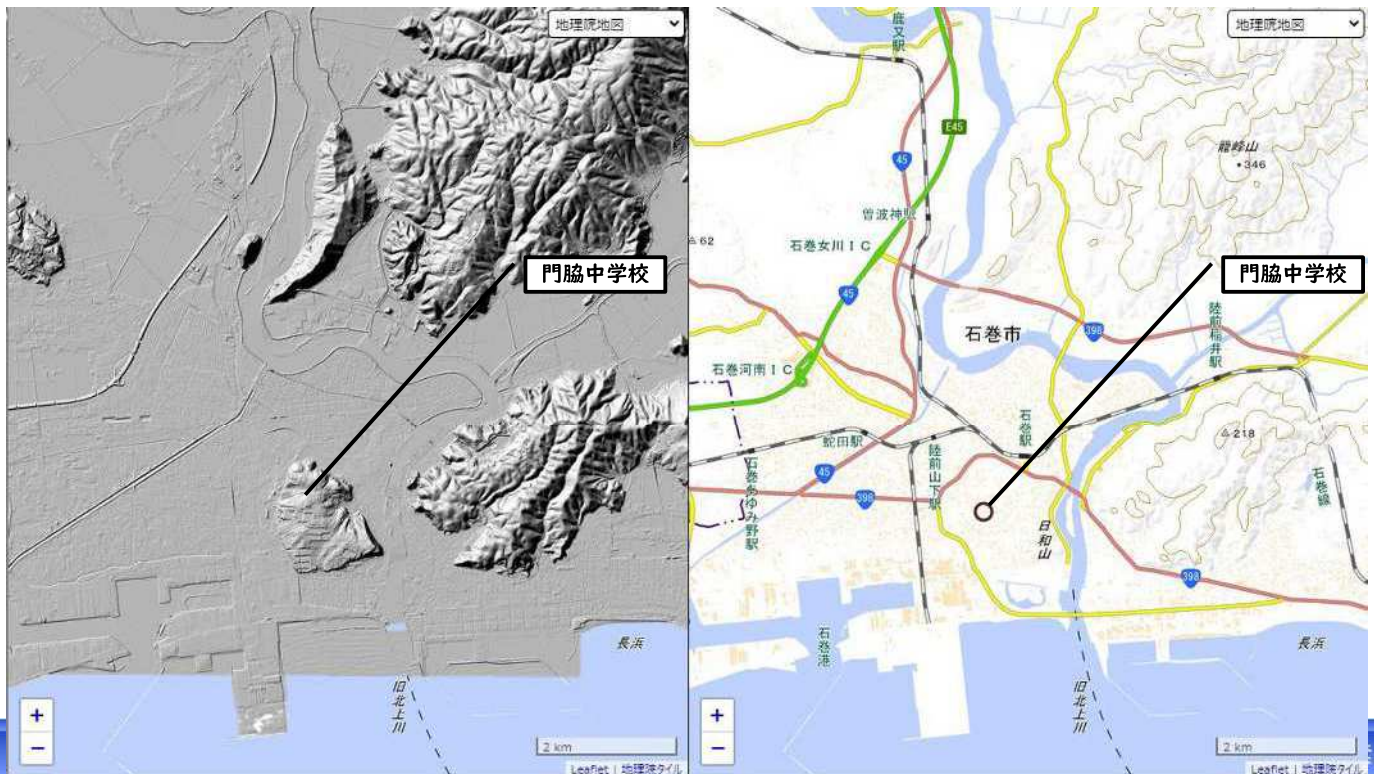 地理院地図
門脇中学校
長浜
旧北上川
+
−
2 km
Leaflet | 地理院タイル
地理院地図
鹿又駅
E45
45
龍峰山
・346
曽波神駅
62
石巻女川IC
門脇中学校
45
石巻市
398
陸前稲井駅
石巻河南IC
石巻駅
218
蛇田駅
陸前山下駅
石巻あゆみ野駅
45
398
石巻線
日和山
398
石巻港
長浜
旧北上川
+
−
2 km
Leaflet | 地理院タイル